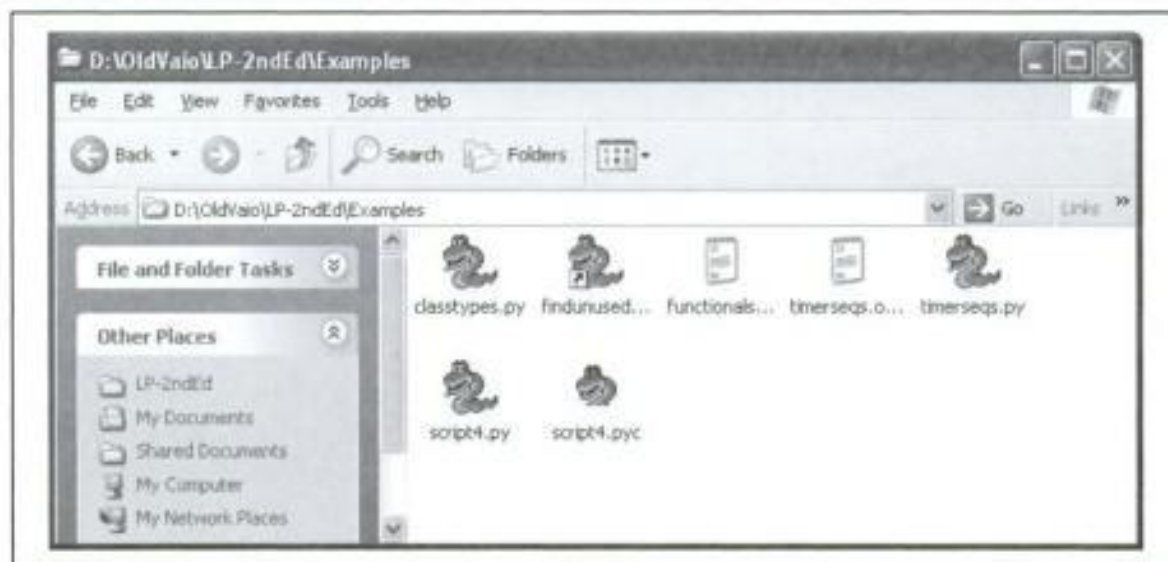 D:\OldVaio\LP-2ndEd\Examples
File Edit View Favorites Tools Help
Back Search Folders
Address D:\OldVaio\LP-2ndEd\Examples Go Links »
File and Folder Tasks
classtypes.py findunused... functionals... timerseqs.o... timerseqs.py
Other Places
LP-2ndEd
My Documents
Shared Documents
My Computer
My Network Places
script4.py script4.pyc